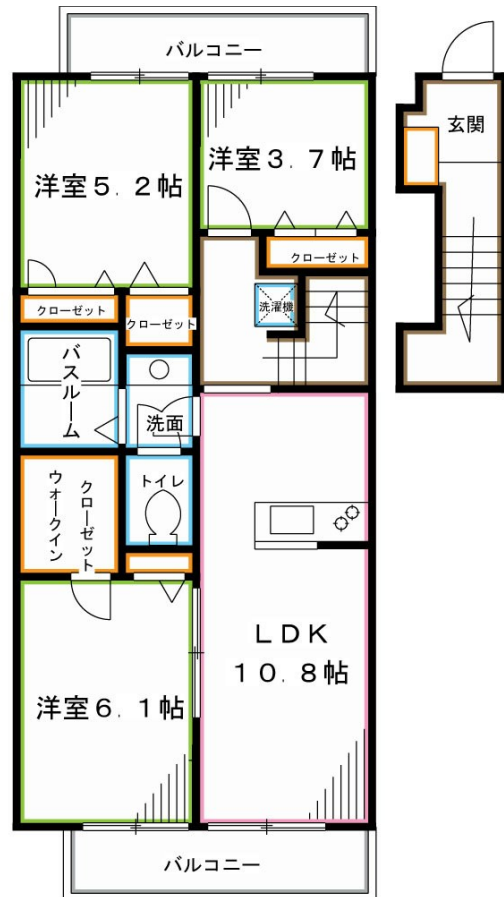 バルコニー
玄関
洋室5.2帖
洋室3.7帖
クローゼット
クローゼット
クローゼット
洗濯機
バスルーム
洗面
トイレ
ウォークイン
クローゼット
LDK
10.8帖
洋室6.1帖
バルコニー